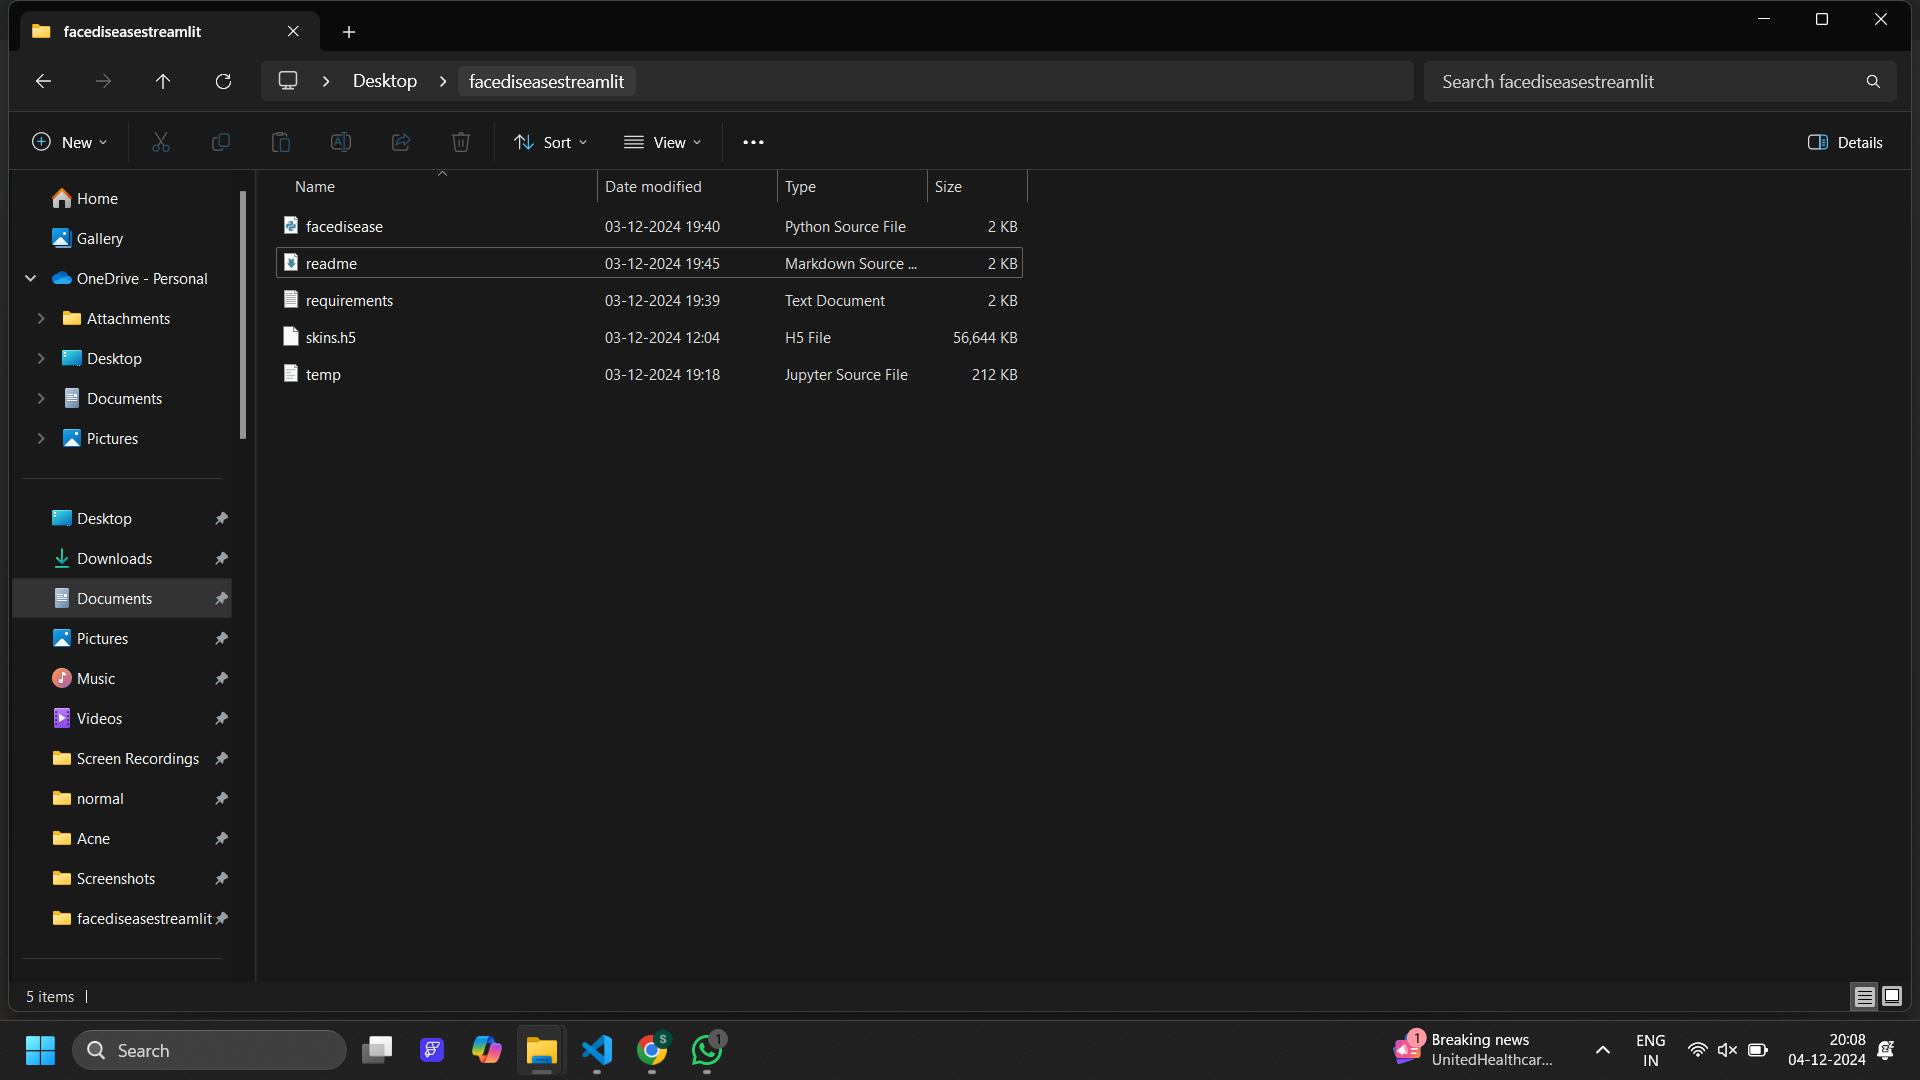 facediseasestreamlit
Desktop
facediseasestreamlit
Search facediseasestreamlit
New
Sort
View
Details
Name Date modified Type Size
facedisease 03-12-2024 19:40 Python Source File 2 KB
readme 03-12-2024 19:45 Markdown Source ... 2 KB
requirements 03-12-2024 19:39 Text Document 2 KB
skins.h5 03-12-2024 12:04 H5 File 56,644 KB
temp 03-12-2024 19:18 Jupyter Source File 212 KB
Home
Gallery
OneDrive - Personal
Attachments
Desktop
Documents
Pictures
Desktop
Downloads
Documents
Pictures
Music
Videos
Screen Recordings
normal
Acne
Screenshots
facediseasestreamlit
5 items
Search
S
1
1
Breaking news
UnitedHealthcar...
ENG
IN
20:08
04-12-2024